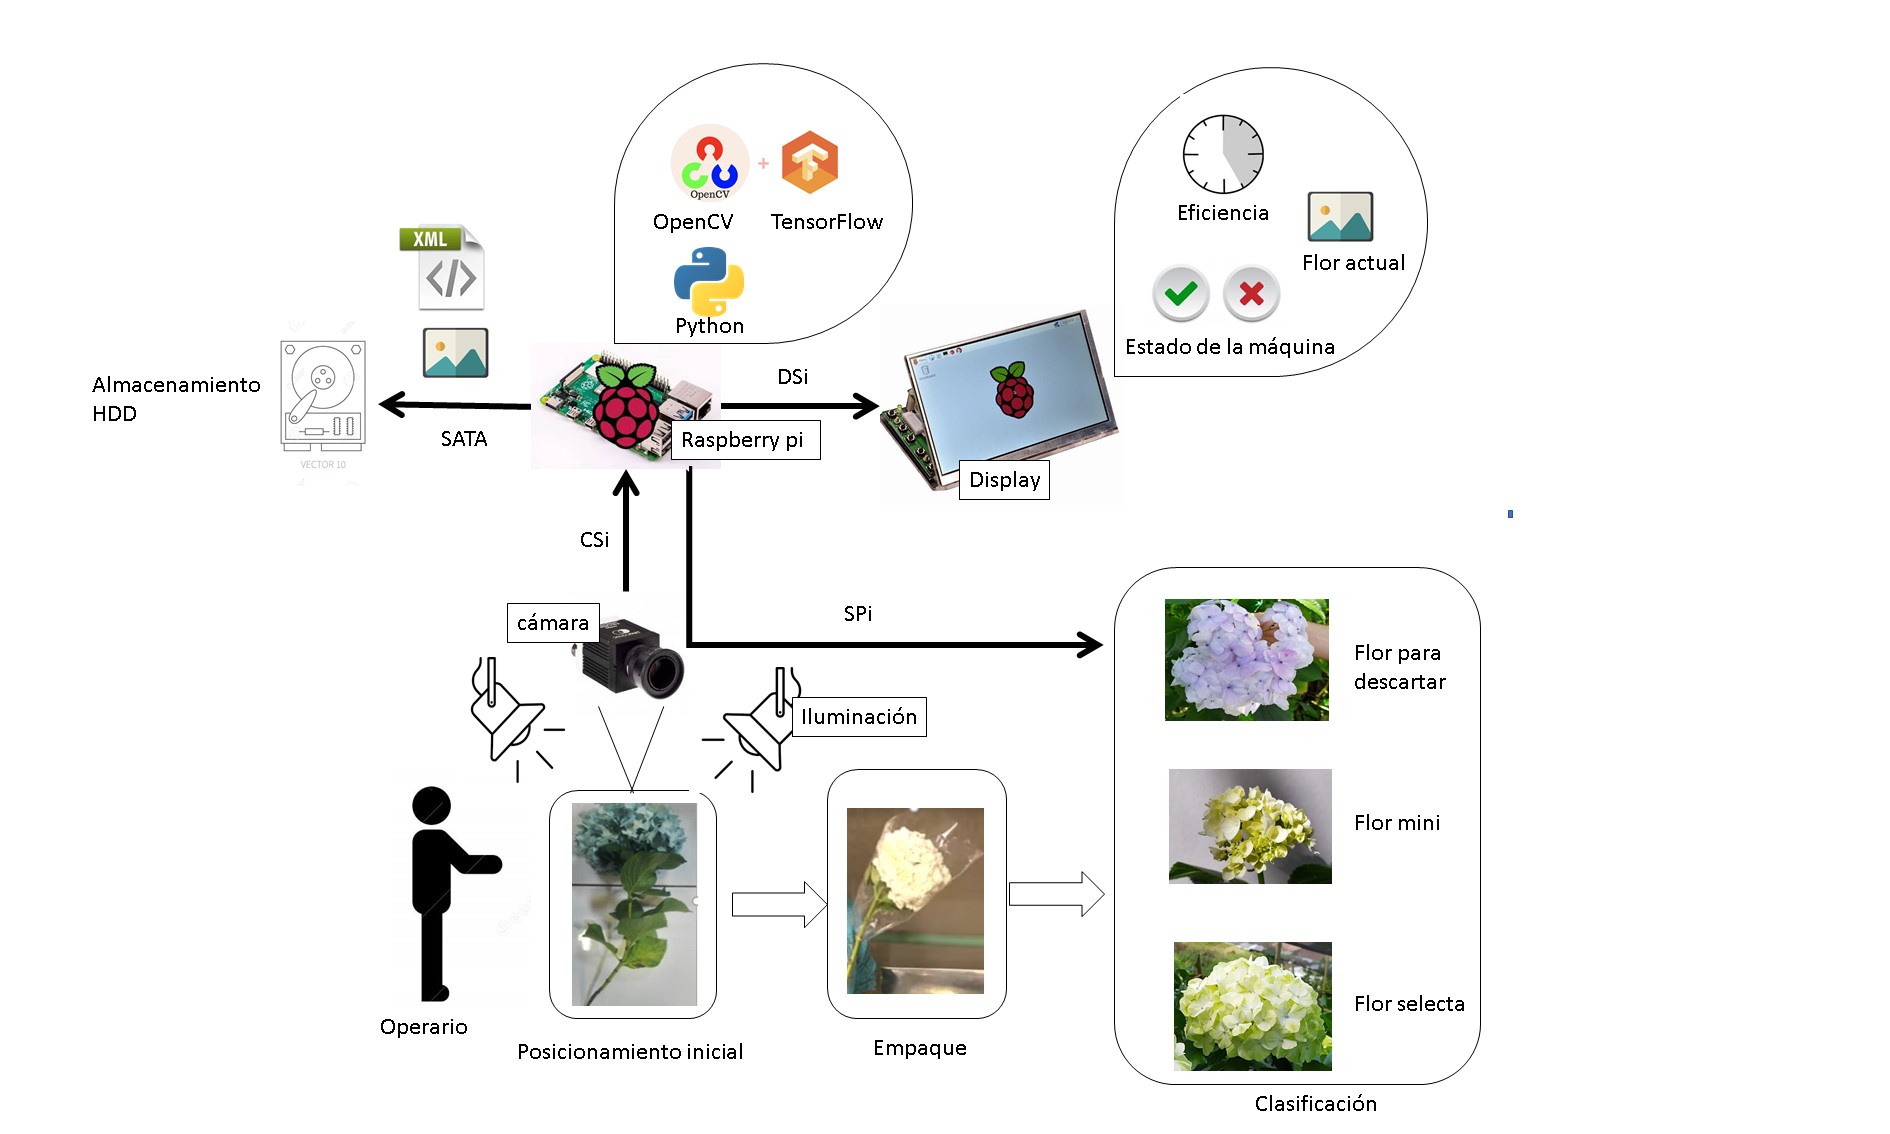 OpenCV
OpenCV
TensorFlow
Python
Eficiencia
Flor actual
Estado de la máquina
XML
Almacenamiento
HDD
VECTOR 10
SATA
DSi
Raspberry pi
Display
CSi
cámara
SPi
Iluminación
Flor para
descartar
Flor mini
Flor selecta
Operario
Posicionamiento inicial
Empaque
Clasificación